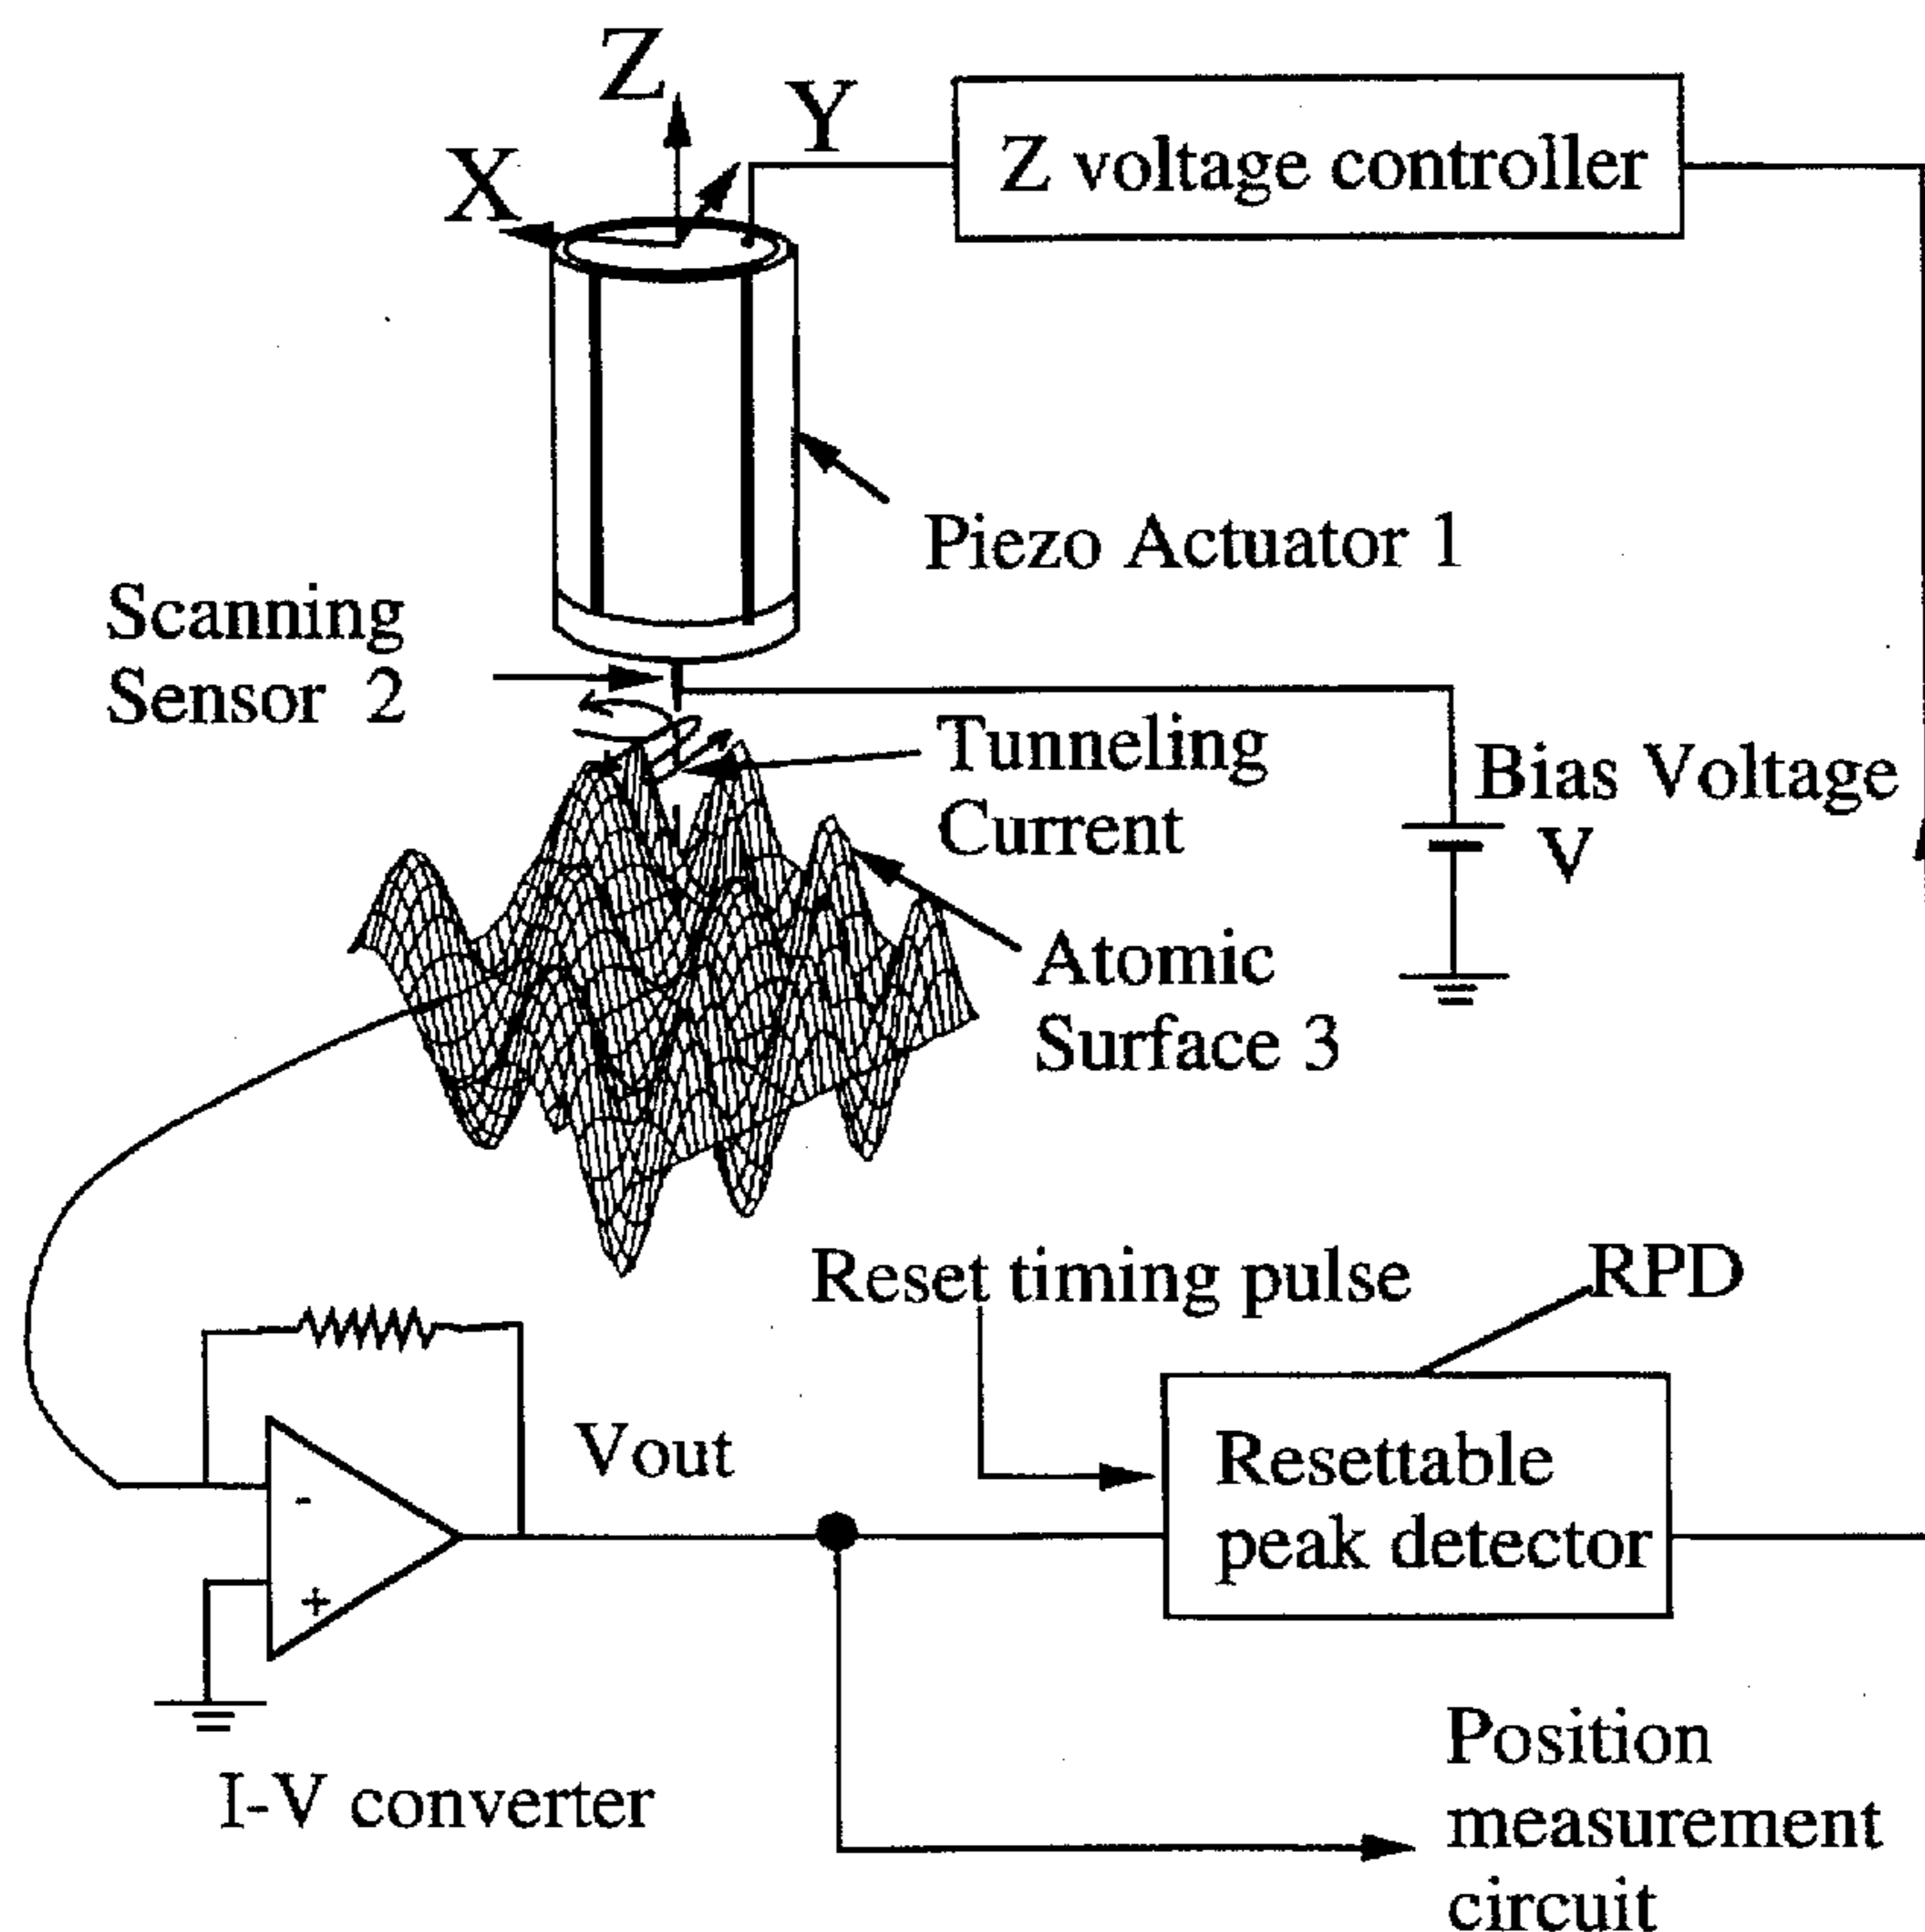 Z
Y
X
Z voltage controller
Piezo Actuator 1
Scanning
Sensor 2
Tunneling
Current
Bias Voltage
V
Atomic
Surface 3
Reset timing pulse
RPD
Vout
Resettable
peak detector
-
+
I-V converter
Position
measurement
circuit